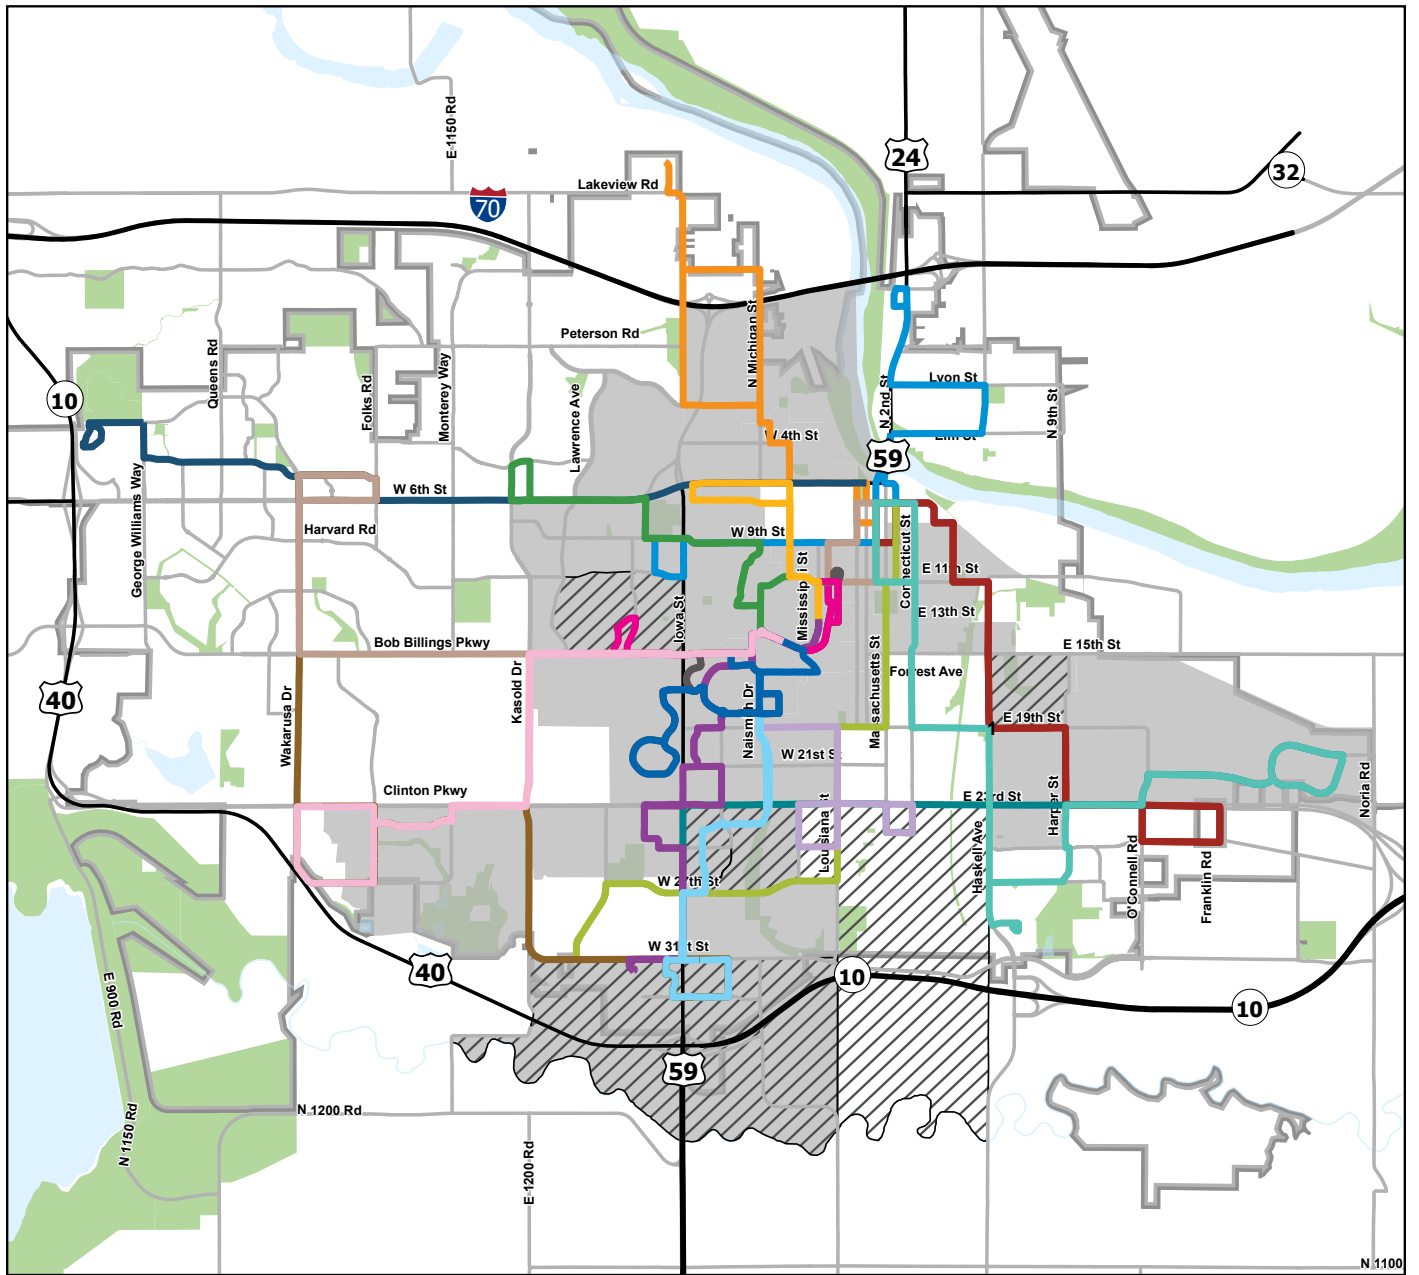 24
32
E 1150 Rd
Lakeview Rd
70
Peterson Rd
N Michigan St
Queens Rd
Folks Rd
Monterey Way
Lawrence Ave
Lyon St
N 2nd St
N 9th St
10
W 4th St
Elm St
59
George Williams Way
W 6th St
Harvard Rd
W 9th St
Connecticut St
E 11th St
Mississippi St
Iowa St
E 13th St
Bob Billings Pkwy
E 15th St
Kasold Dr
Massachusetts St
Forrest Ave
40
Wakarusa Dr
Naismith Dr
E 19th St
W 21st St
Clinton Pkwy
E 23rd St
Noria Rd
Louisiana St
Harper St
Haskell Ave
O'Connell Rd
Franklin Rd
W 27th St
W 31st St
40
10
10
E 900 Rd
59
N 1200 Rd
N 1150 Rd
E 1200 Rd
N 1100